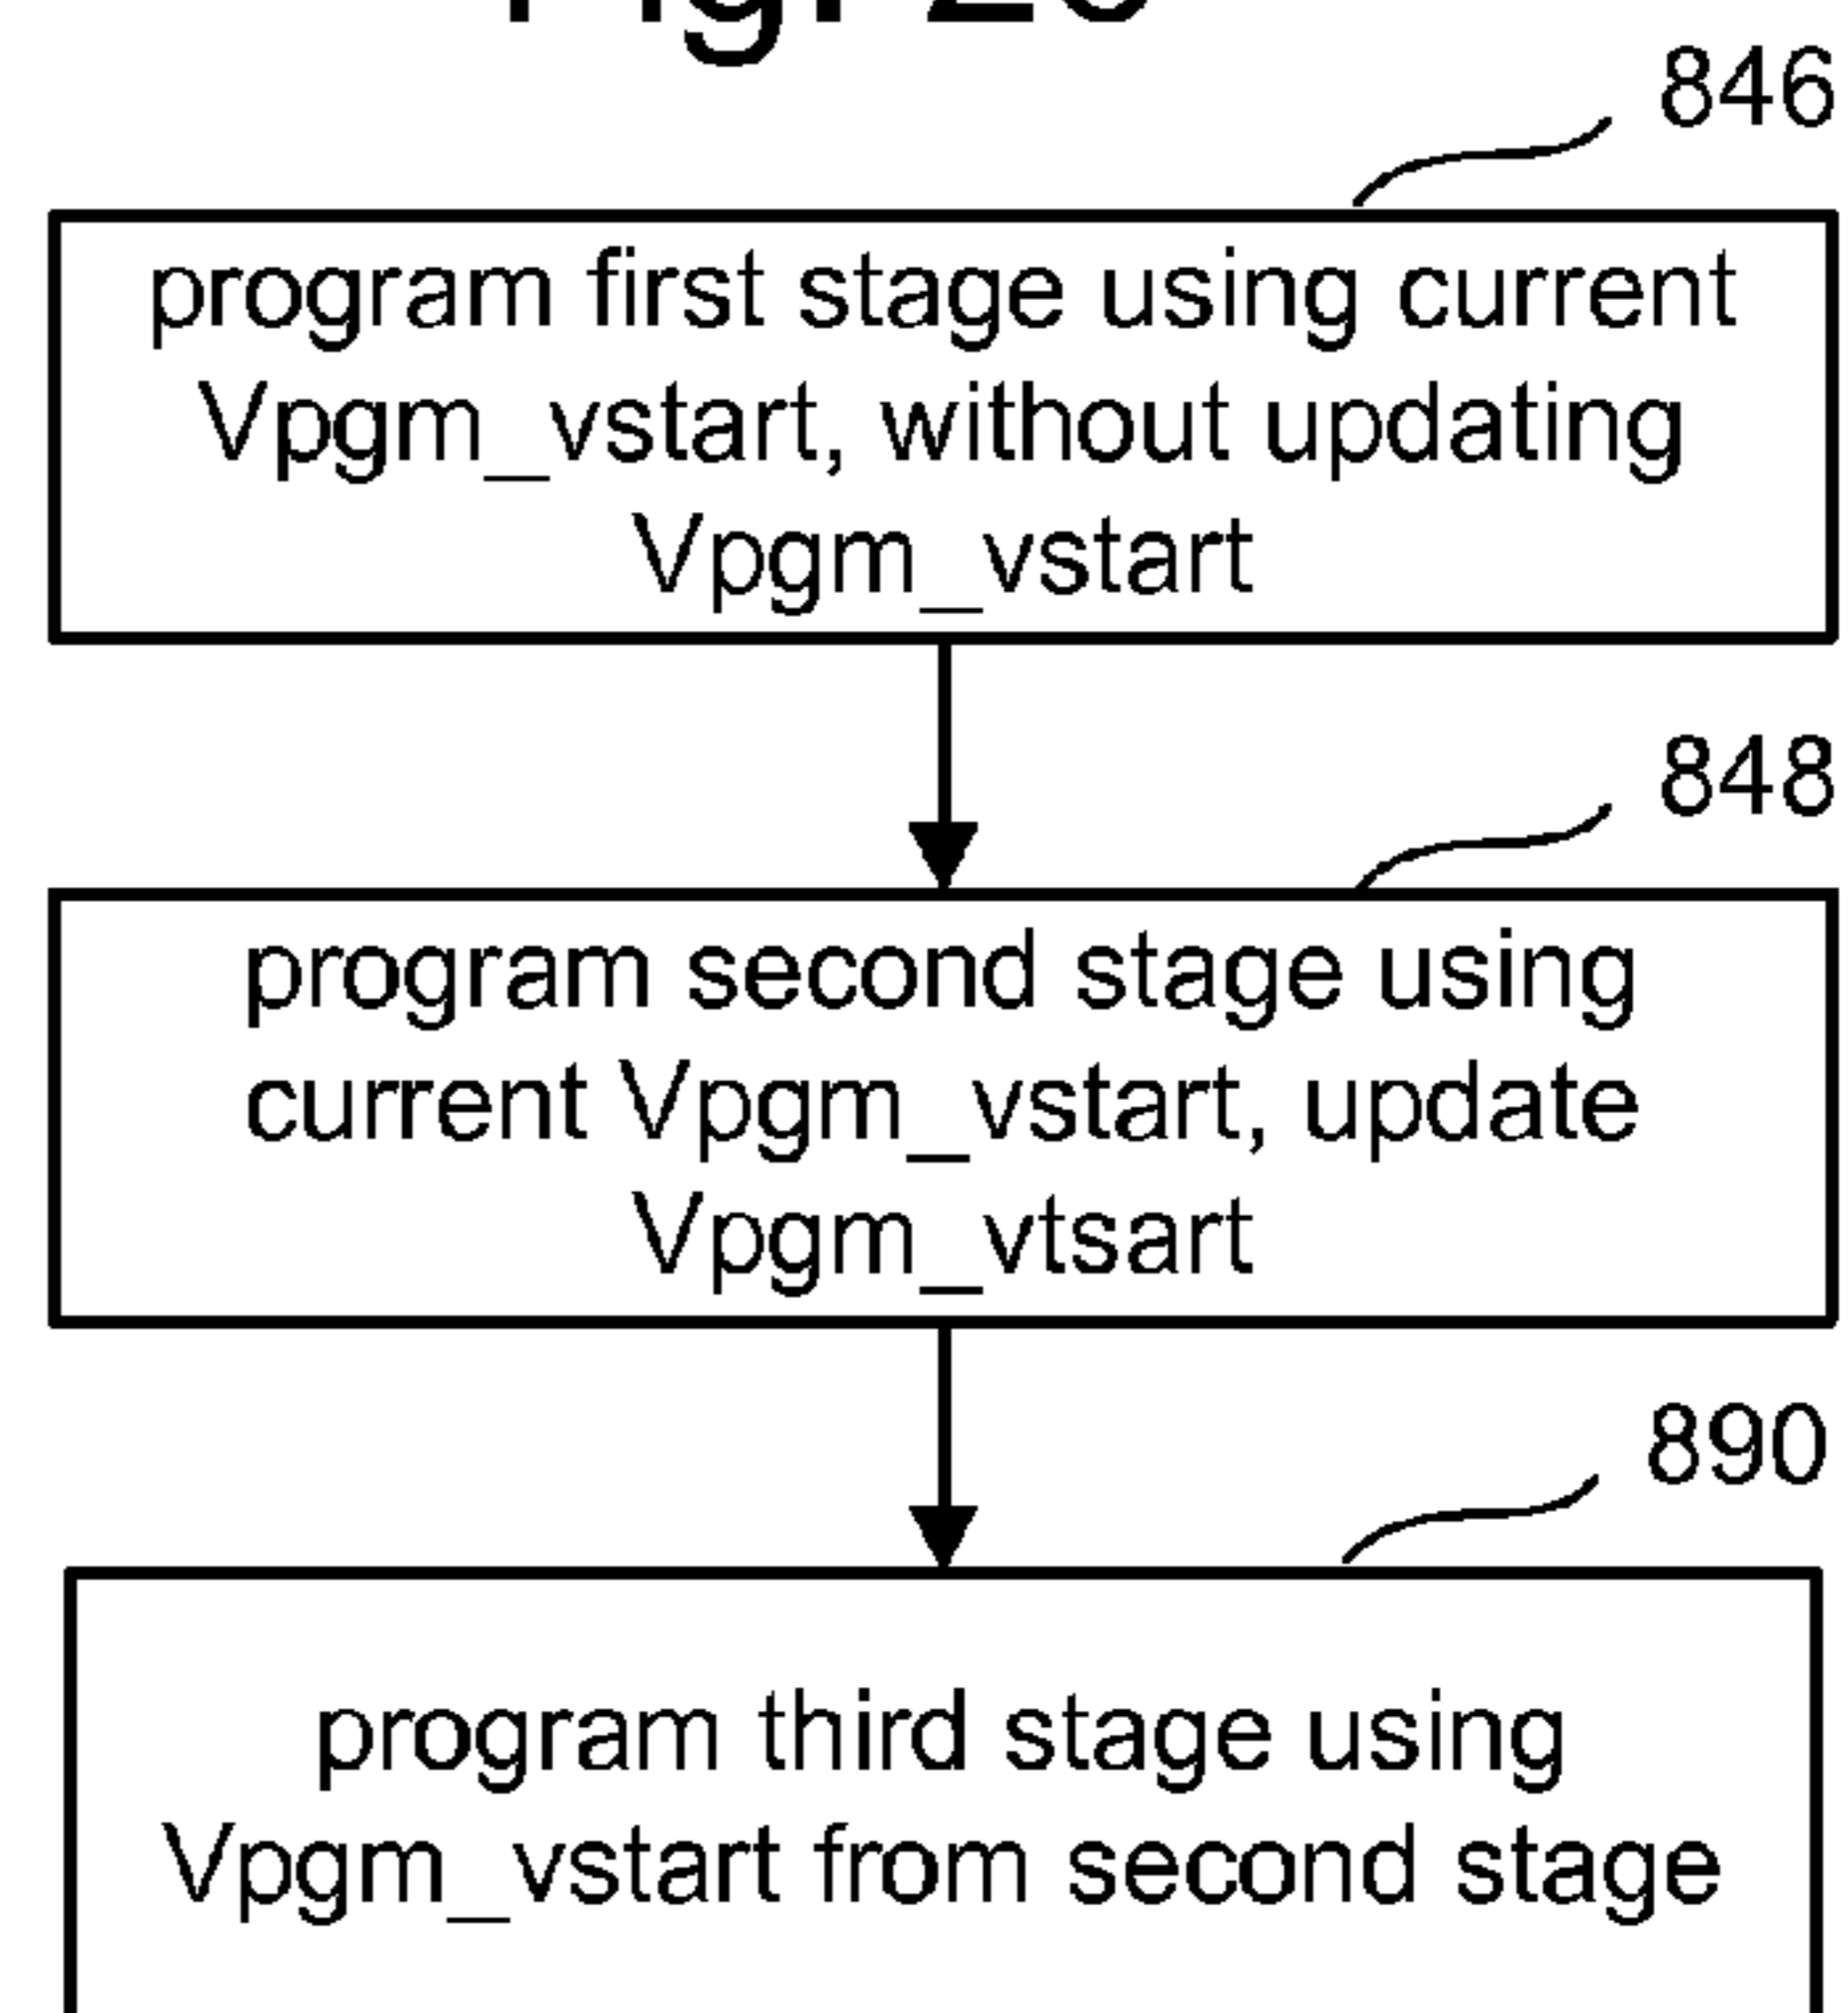 846
program first stage using current
Vpgm_vstart, without updating
Vpgm_vstart
848
program second stage using
current Vpgm_vstart, update
Vpgm_vtsart
890
program third stage using
Vpgm_vstart from second stage